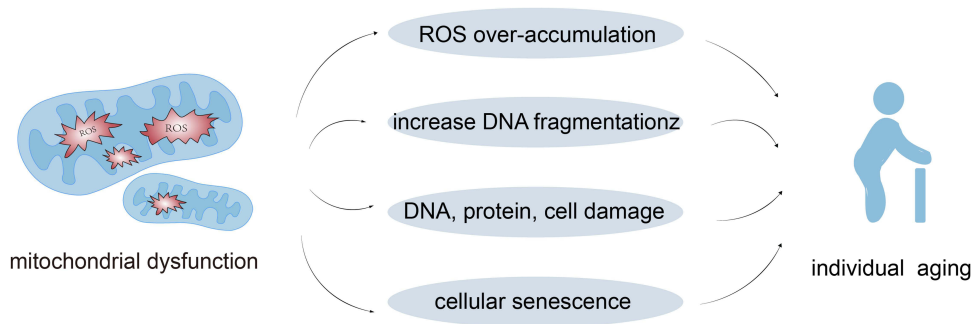 ROS over-accumulation
ROS
ROS
increase DNA fragmentationz
DNA, protein, cell damage
mitochondrial dysfunction
individual aging
cellular senescence